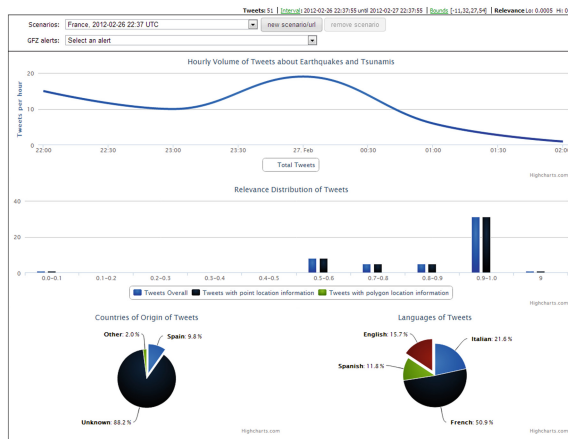 Tweets: 51 | Interval: 2012-02-26 22:37:55 until 2012-02-27 22:37:55 | Bounds [-11,32,27,54] | Relevance Lo: 0.0005 Hi: 0
Scenarios: France, 2012-02-26 22:37 UTC new scenario/url remove scenario
GFZ alerts: Select an alert
Hourly Volume of Tweets about Earthquakes and Tsunamis
Tweets per hour
20
10
0
22:00 22:30 23:00 23:30 27. Feb 00:30 01:00 01:30 02:00
Total Tweets
Highcharts.com
Relevance Distribution of Tweets
40
20
0
0.0-0.1 0.1-0.2 0.2-0.3 0.3-0.4 0.4-0.5 0.5-0.6 0.7-0.8 0.8-0.9 0.9-1.0 9
Tweets Overall Tweets with point location information Tweets with polygon location information
Highcharts.com
Countries of Origin of Tweets
Other: 2.0%
Spain: 9.8%
Unknown: 88.2%
Highcharts.com
Languages of Tweets
English: 15.7%
Italian: 21.6%
Spanish: 11.8%
French: 50.9%
Highcharts.com